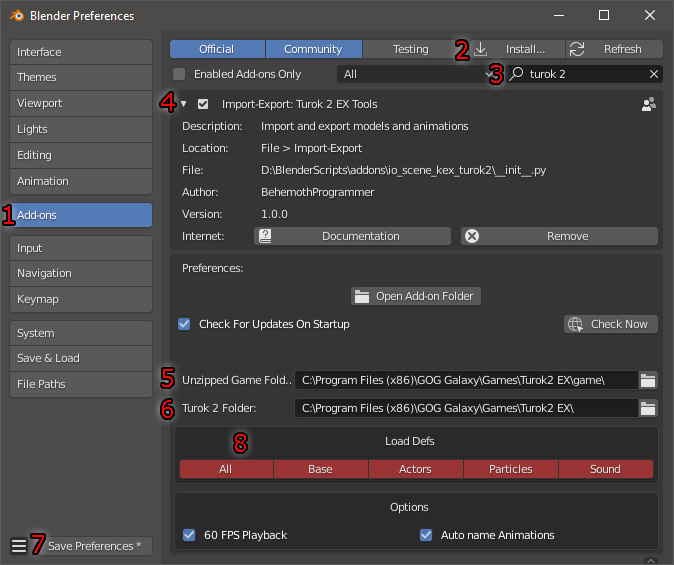 Blender Preferences
Interface
Themes
Viewport
Lights
Editing
Animation
1 Add-ons
Input
Navigation
Keymap
System
Save & Load
File Paths
7 Save Preferences *
Official Community Testing 2 Install... Refresh
Enabled Add-ons Only All 3 turok 2
4 Import-Export: Turok 2 EX Tools
Description: Import and export models and animations
Location: File > Import-Export
File: D:\BlenderScripts\addons\io_scene_kex_turok2\__init__.py
Author: BehemothProgrammer
Version: 1.0.0
Internet: Documentation Remove
Preferences:
Open Add-on Folder
Check For Updates On Startup Check Now
5 Unzipped Game Fold.. C:\Program Files (x86)\GOG Galaxy\Games\Turok2 EX\game\
6 Turok 2 Folder: C:\Program Files (x86)\GOG Galaxy\Games\Turok2 EX\
8 Load Defs
All Base Actors Particles Sound
Options
60 FPS Playback Auto name Animations